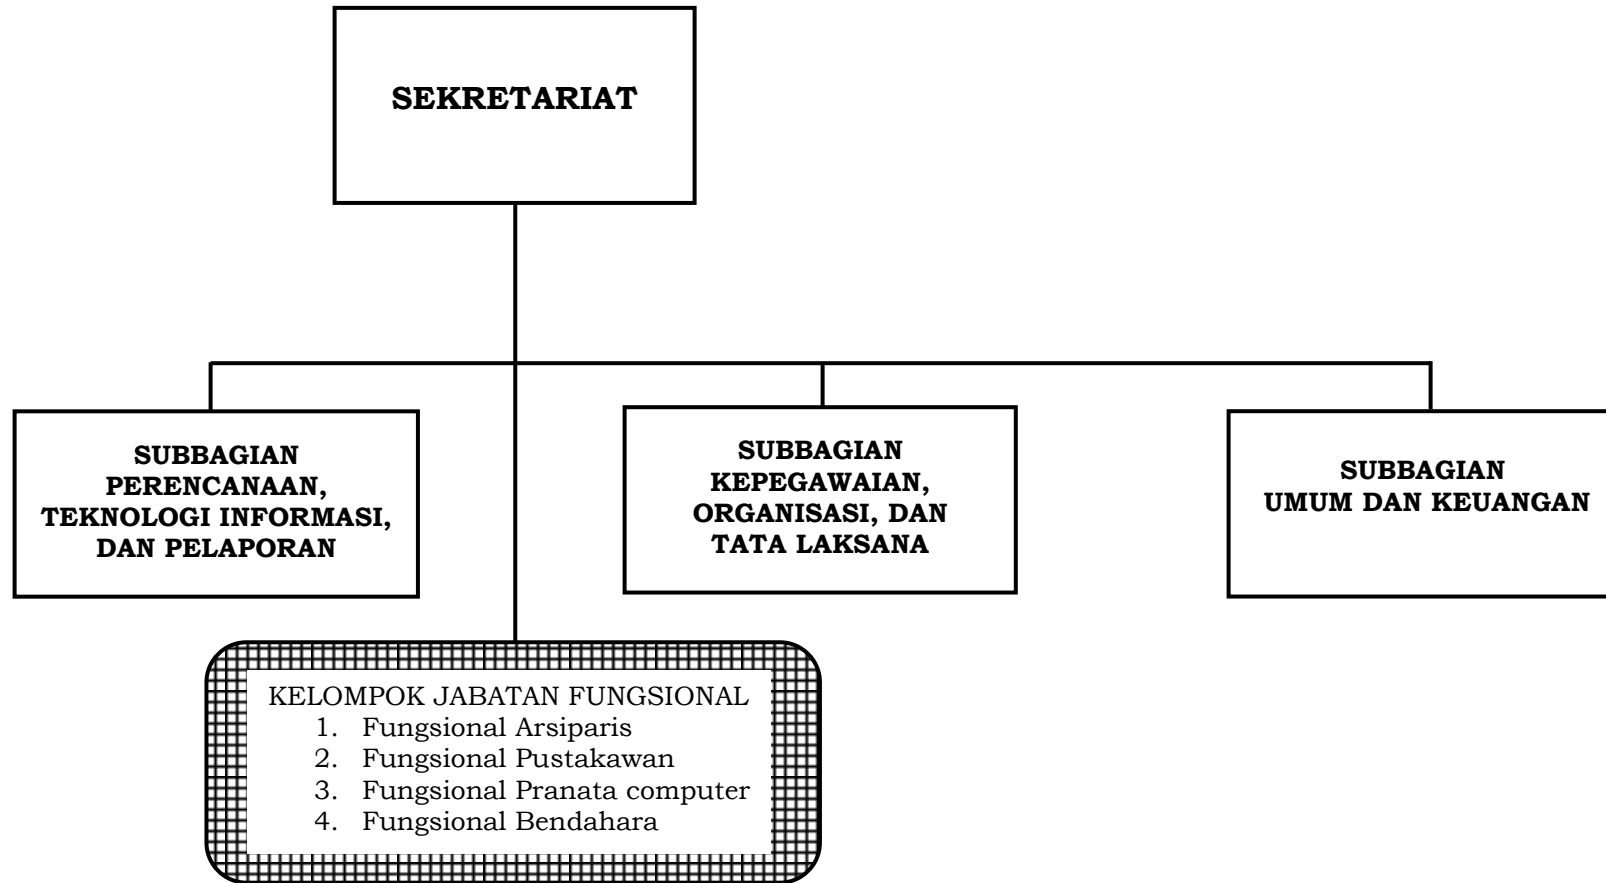 SEKRETARIAT
SUBBAGIAN
PERENCANAAN,
TEKNOLOGI INFORMASI,
DAN PELAPORAN
SUBBAGIAN
KEPEGAWAIAN,
ORGANISASI, DAN
TATA LAKSANA
SUBBAGIAN
UMUM DAN KEUANGAN
KELOMPOK JABATAN FUNGSIONAL
1. Fungsional Arsiparis
2. Fungsional Pustakawan
3. Fungsional Pranata computer
4. Fungsional Bendahara